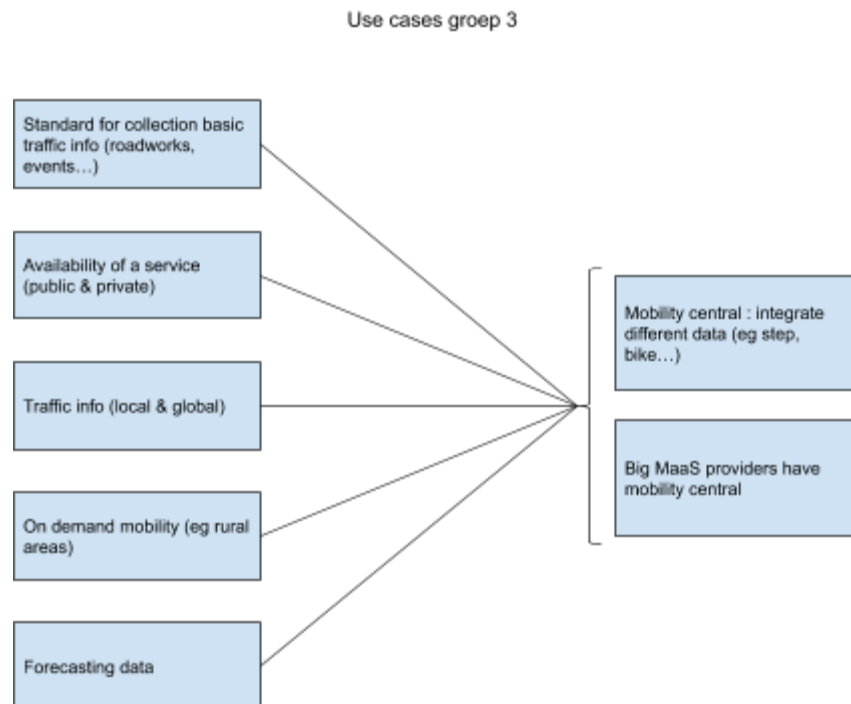 Use cases groep 3
Standard for collection basic
traffic info (roadworks,
events…)
Availability of a service
(public & private)
Traffic info (local & global)
On demand mobility (eg rural
areas)
Forecasting data
Mobility central : integrate
different data (eg step,
bike…)
Big MaaS providers have
mobility central